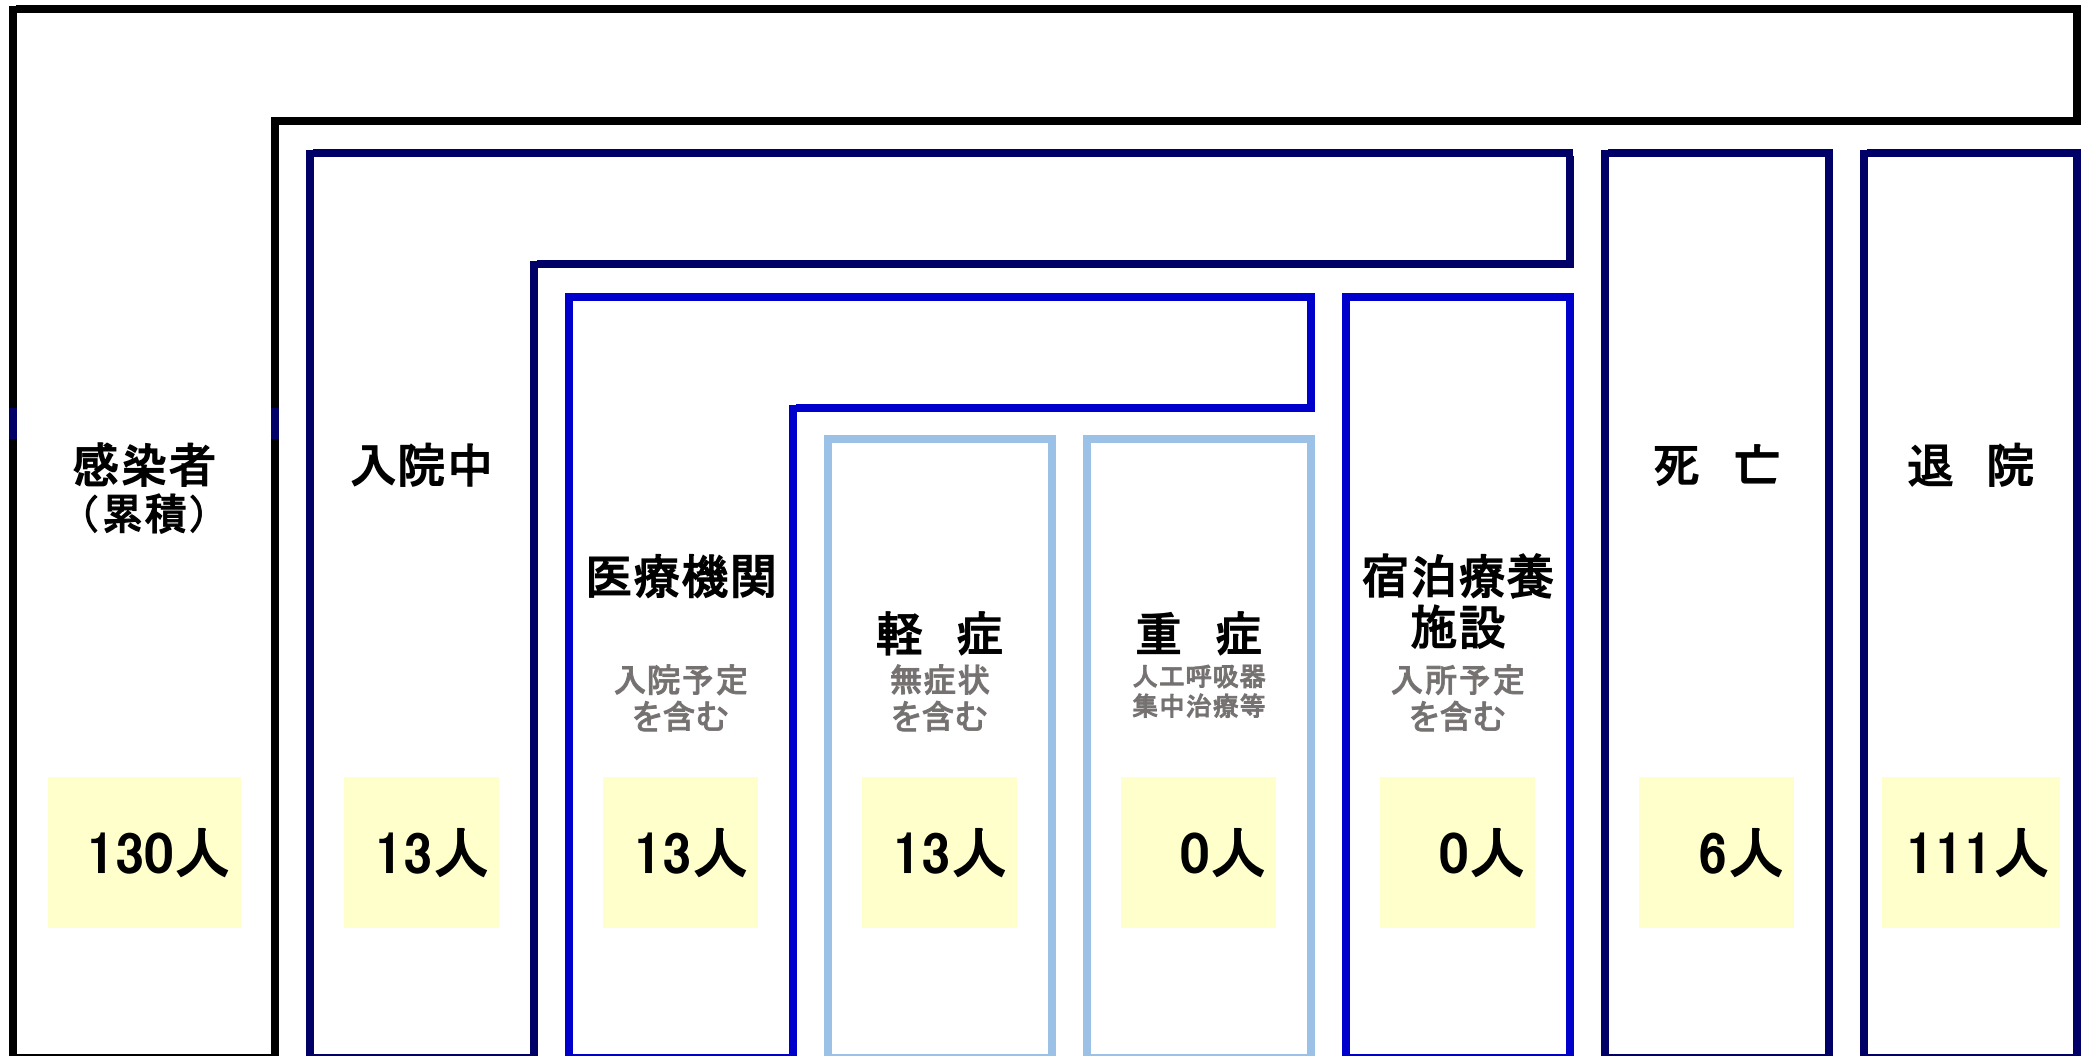 感染者
（累積）
130人
入院中
13人
医療機関
入院予定
を含む
13人
軽 症
無症状
を含む
13人
重 症
人工呼吸器
集中治療等
0人
宿泊療養
施設
入所予定
を含む
0人
死 亡
6人
退 院
111人